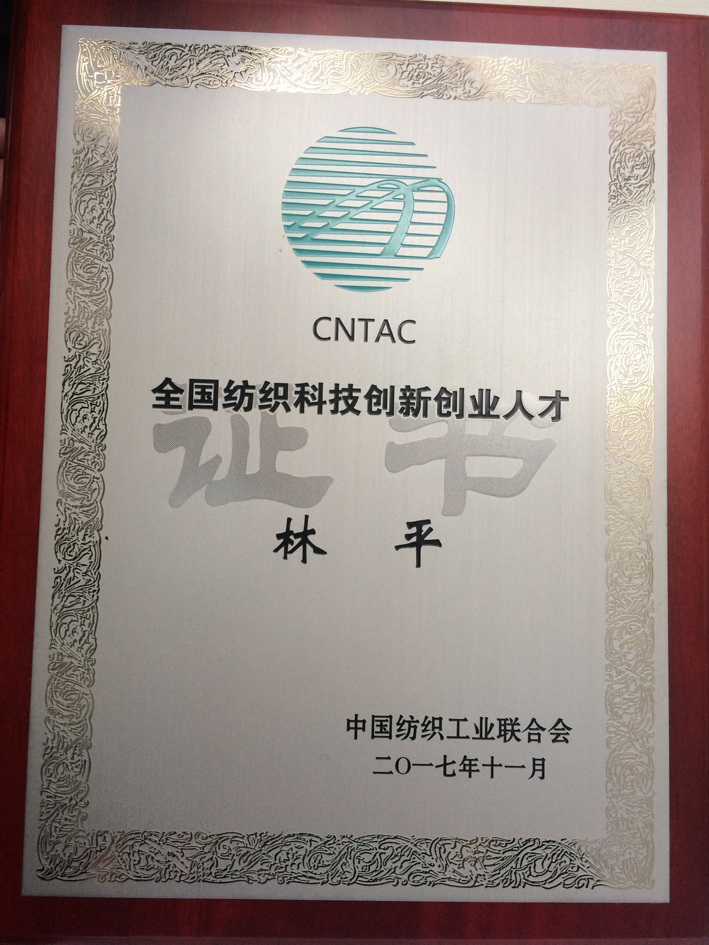 CNTAC
全国纺织科技创新创业人才
证书
林 平
中国纺织工业联合会
二〇一七年十一月